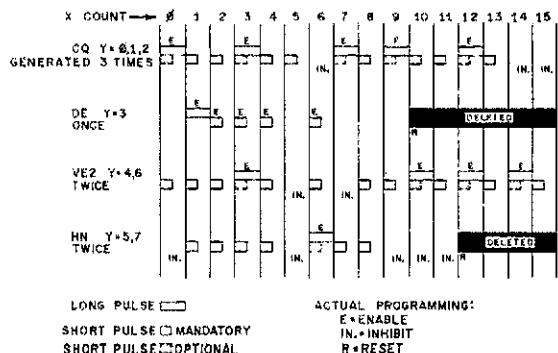 X COUNT 0 1 2 3 4 5 6 7 8 9 10 11 12 13 14 15
E E E E E
CQ Y=0,1,2
GENERATED 3 TIMES
IN. IN. IN.
E E E E E
DE Y=3
ONCE
DELETED
R
E E E E
VE2 Y=4,6
TWICE
IN. IN.
E
HN Y=5,7
TWICE
DELETED
IN. IN. IN. IN. IN. R
LONG PULSE
SHORT PULSE MANDATORY
SHORT PULSE OPTIONAL
ACTUAL PROGRAMMING:
E=ENABLE
IN.=INHIBIT
R=RESET